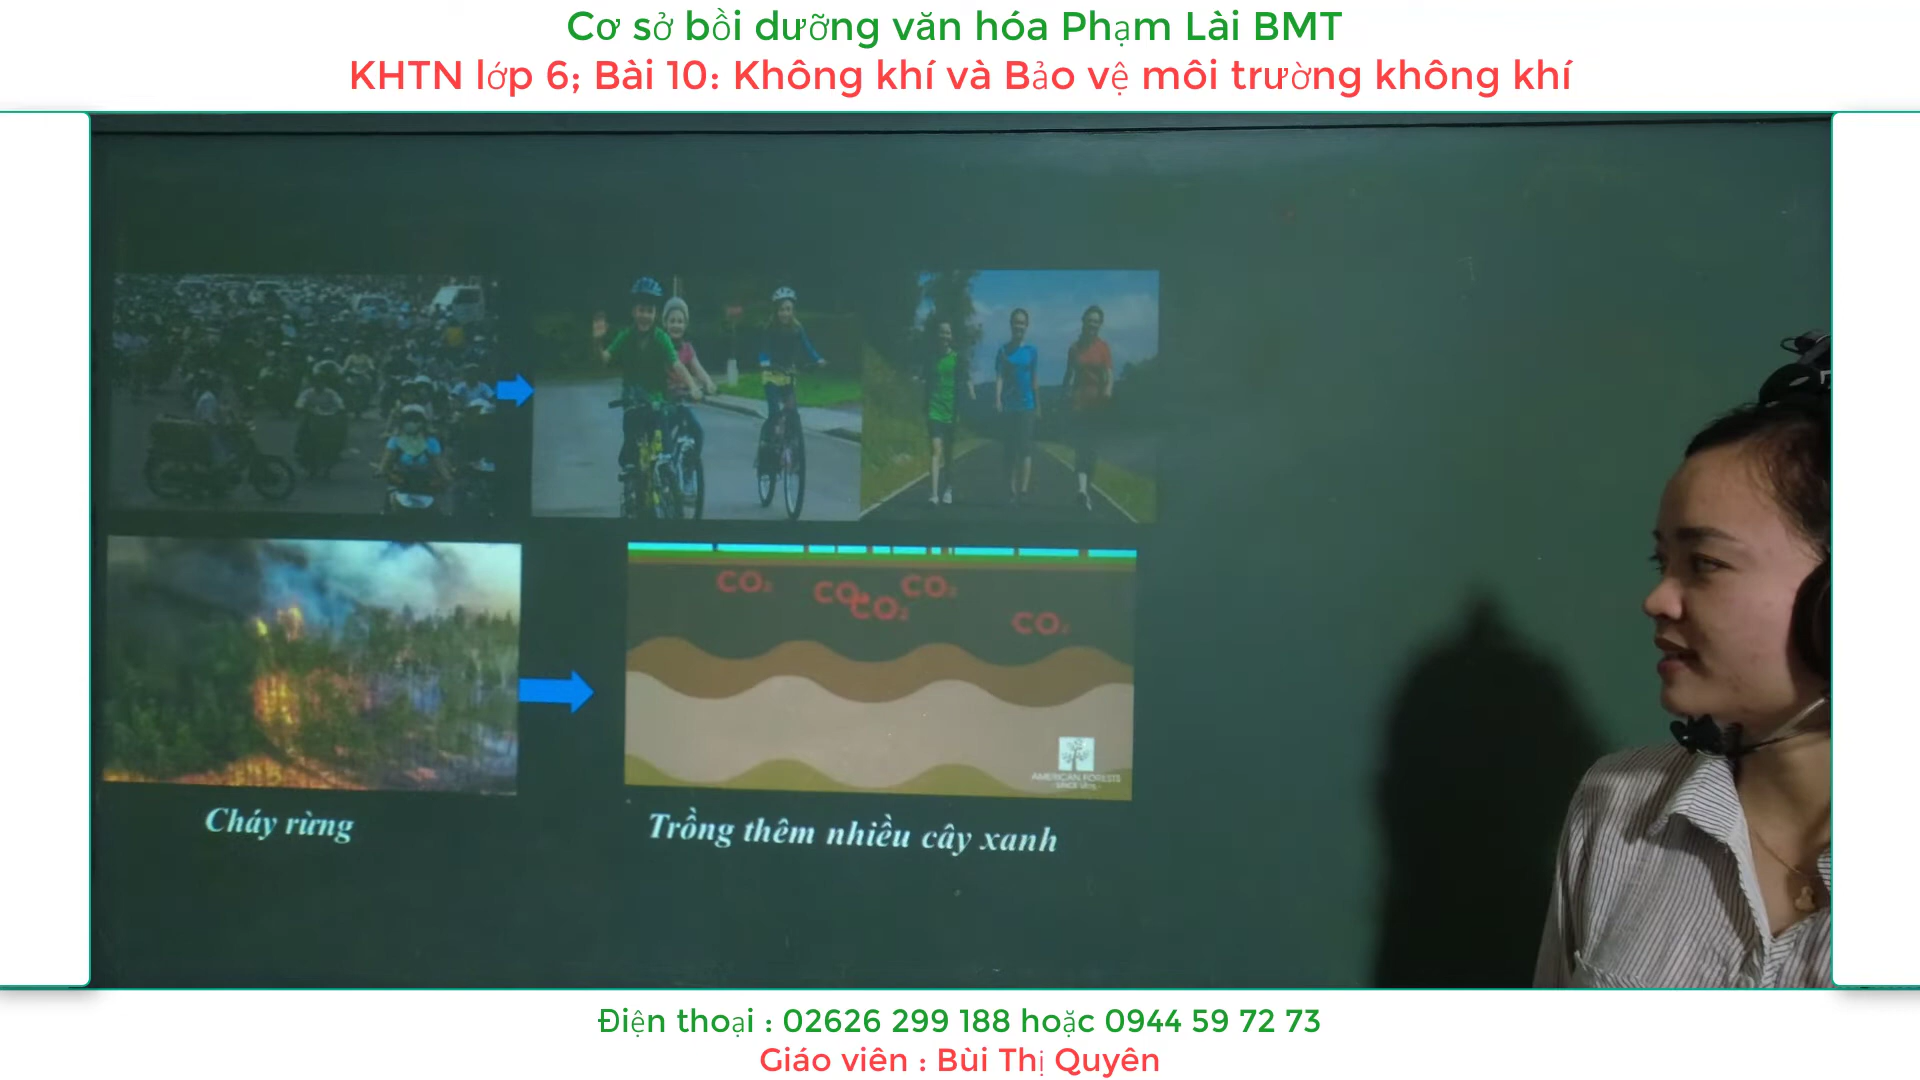 Cơ sở bồi dưỡng văn hóa Phạm Lài BMT
KHTN lớp 6; Bài 10: Không khí và Bảo vệ môi trường không khí
CO₂
CO₂
CO₂
CO₂
CO₂
AMERICAN FORESTS
Cháy rừng
Trồng thêm nhiều cây xanh
Điện thoại : 02626 299 188 hoặc 0944 59 72 73
Giáo viên : Bùi Thị Quyên